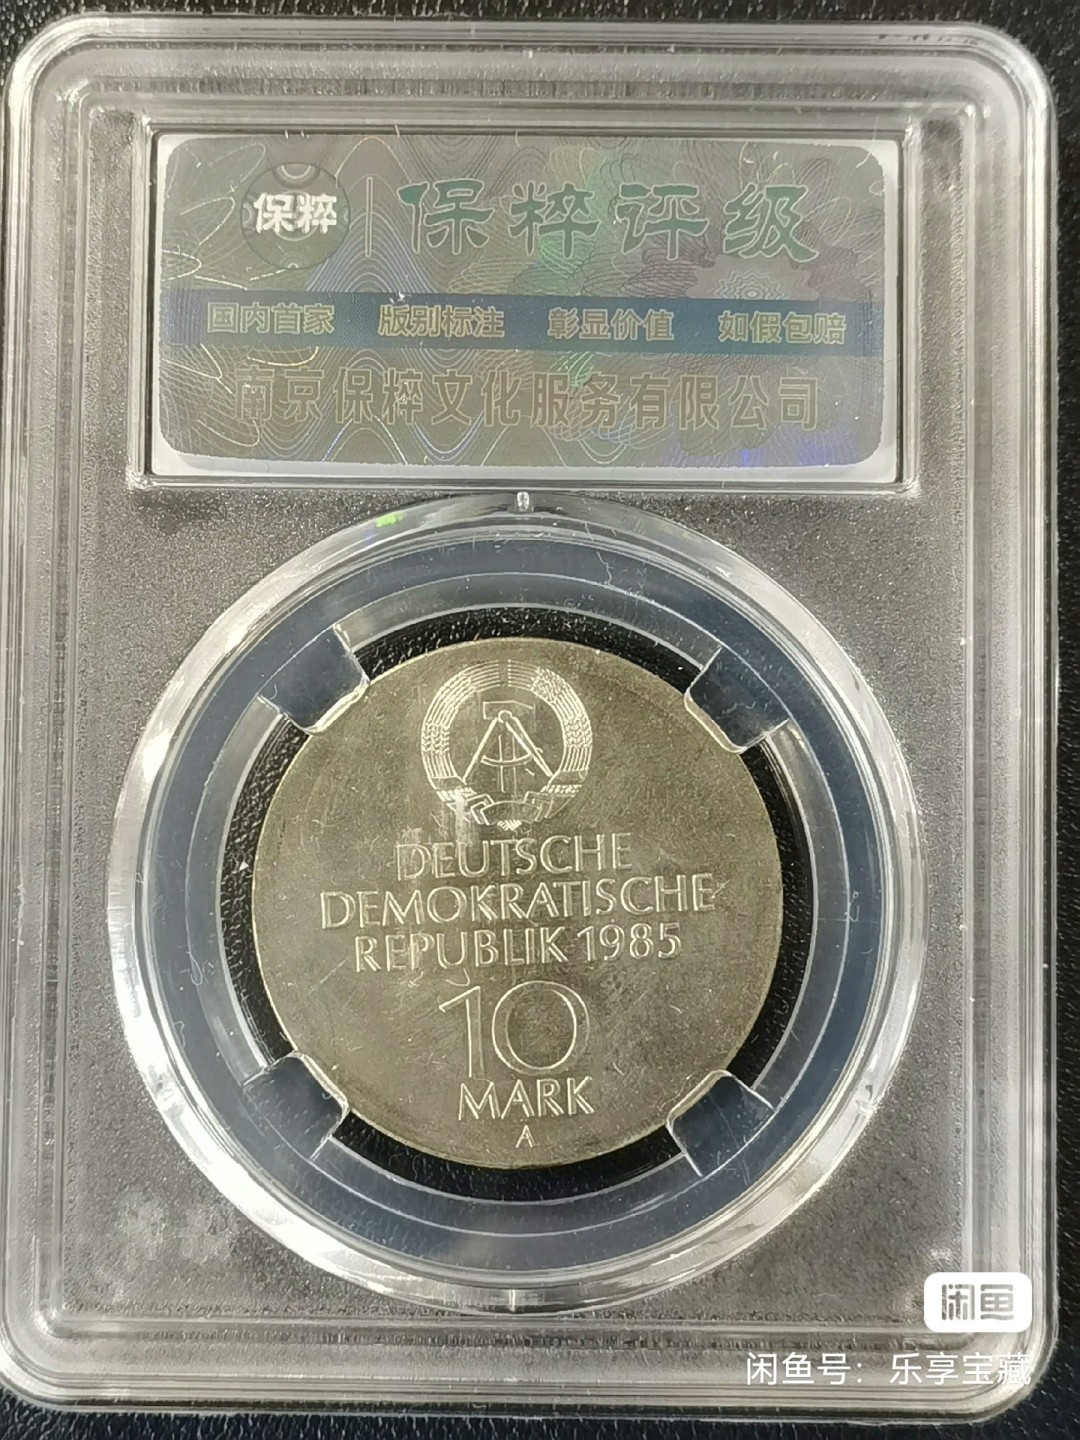 保粹 保粹评级
国内首家 版别标注 彰显价值 如假包赔
南京保粹文化服务有限公司
DEUTSCHE
DEMOKRATISCHE
REPUBLIK 1985
10
MARK
A
闲鱼
闲鱼号：乐享宝藏